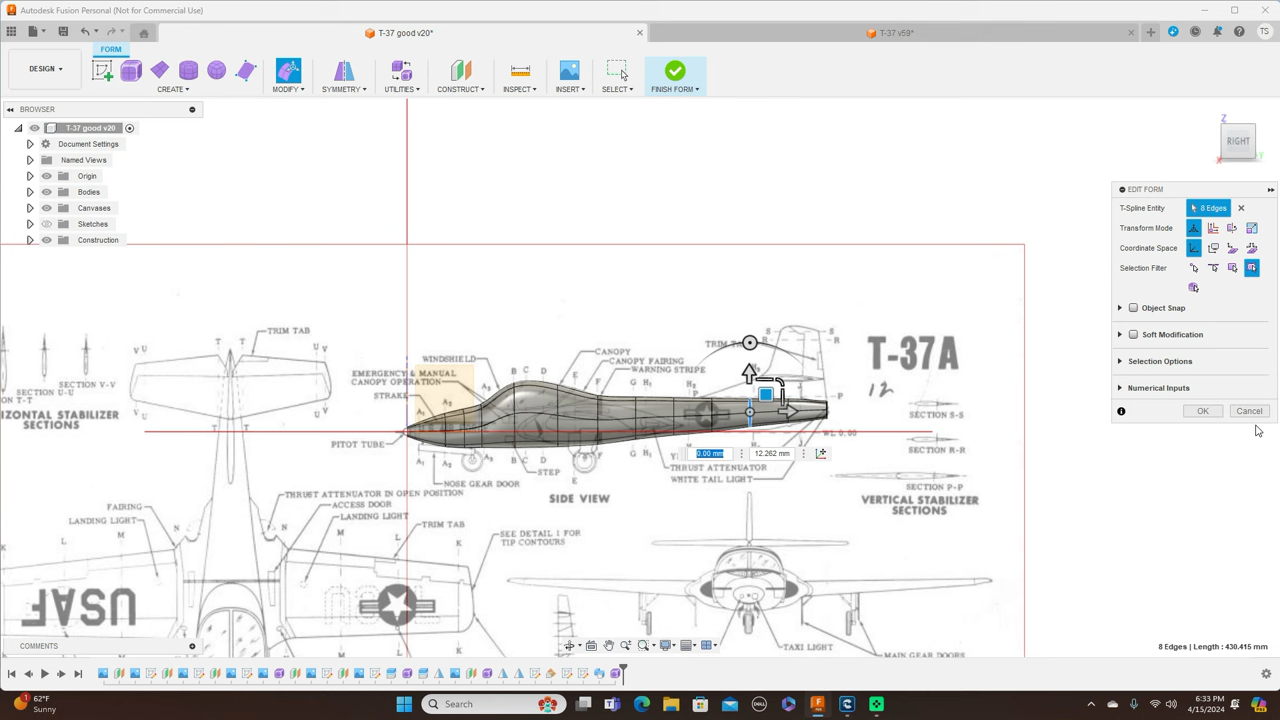 Autodesk Fusion Personal (Not for Commercial Use)
T-37 good v20*
T-37 v59*
TS
FORM
DESIGN
CREATE
MODIFY
SYMMETRY
UTILITIES
CONSTRUCT
INSPECT
INSERT
SELECT
FINISH FORM
BROWSER
T-37 good v20
Document Settings
Named Views
Origin
Bodies
Canvases
Sketches
Construction
Z
RIGHT
X
Y
EDIT FORM
T-Spline Entity
8 Edges
Transform Mode
Coordinate Space
Selection Filter
Object Snap
Soft Modification
Selection Options
Numerical Inputs
OK
Cancel
TRIM TAB
SECTION V-V
HORIZONTAL STABILIZER
SECTIONS
WINDSHIELD
EMERGENCY & MANUAL
CANOPY OPERATION
STRAKE
PITOT TUBE
CANOPY
CANOPY FAIRING
WARNING STRIPE
T-37A
12
SECTION S-S
SECTION R-R
SECTION P-P
VERTICAL STABILIZER
SECTIONS
WL 0.00
0.00 mm
12.262 mm
THRUST ATTENUATOR
WHITE TAIL LIGHT
STEP
NOSE GEAR DOOR
SIDE VIEW
THRUST ATTENUATOR IN OPEN POSITION
ACCESS DOOR
LANDING LIGHT
TRIM TAB
SEE DETAIL 1 FOR
TIP CONTOURS
FAIRING
LANDING LIGHT
USAF
TAXI LIGHT
MAIN GEAR DOORS
COMMENTS
8 Edges | Length : 430.415 mm
62°F
Sunny
Search
6:33 PM
4/15/2024